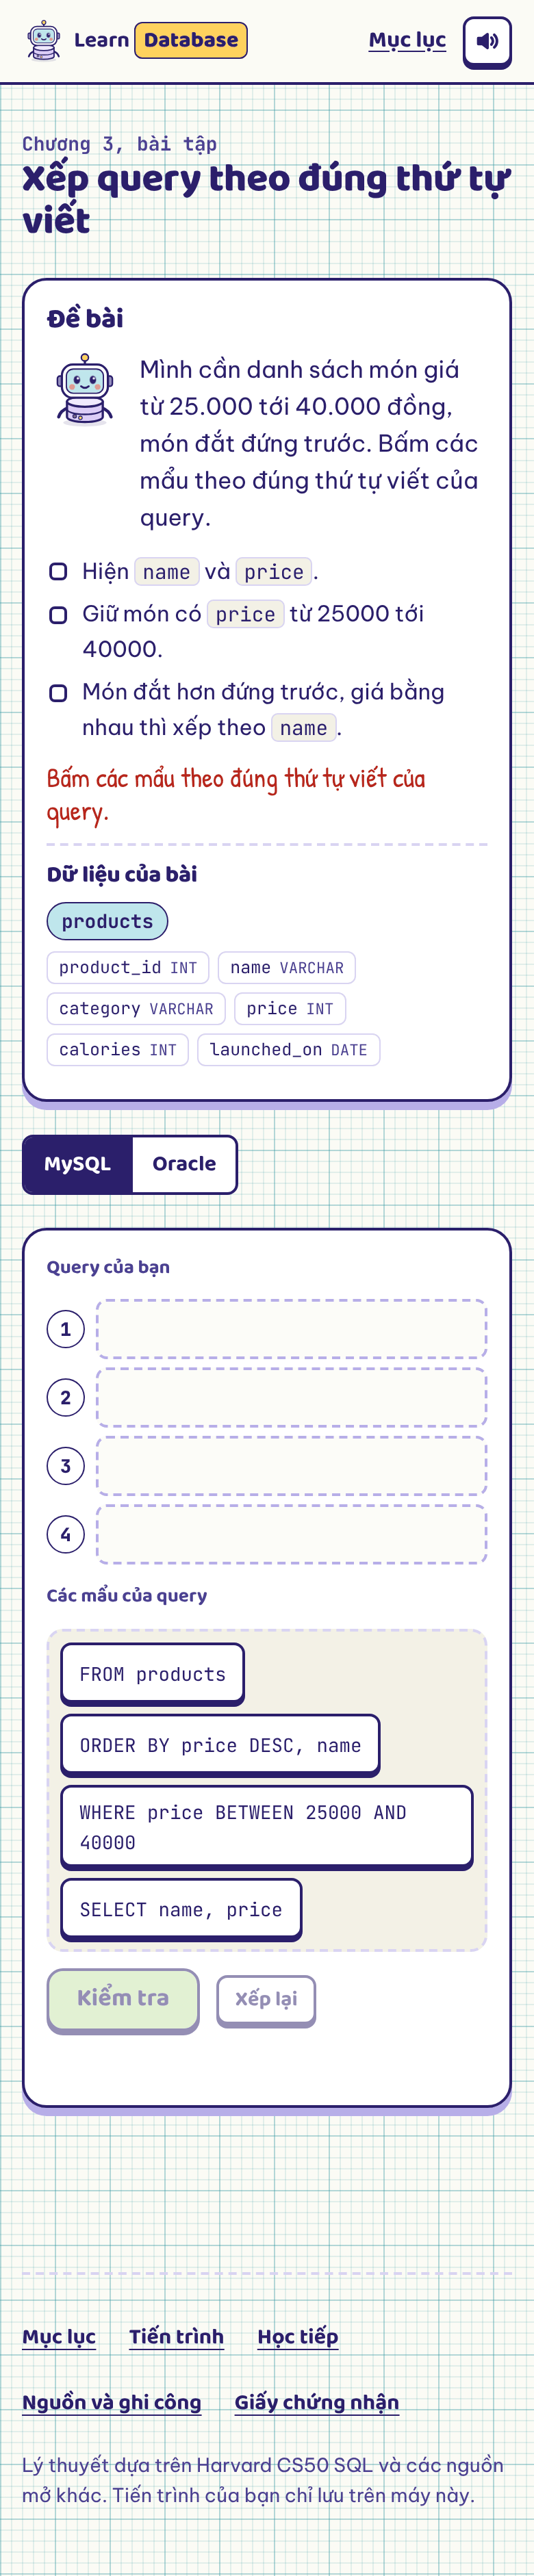 Learn Database
Mục lục
Chương 3, bài tập
Xếp query theo đúng thứ tự
viết
Đề bài
Mình cần danh sách món giá
từ 25.000 tới 40.000 đồng,
món đắt đứng trước. Bấm các
mẩu theo đúng thứ tự viết của
query.
Hiện name và price.
Giữ món có price từ 25000 tới
40000.
Món đắt hơn đứng trước, giá bằng
nhau thì xếp theo name.
Bấm các mẩu theo đúng thứ tự viết của
query.
Dữ liệu của bài
products
product_id INT name VARCHAR
category VARCHAR price INT
calories INT launched_on DATE
MySQL Oracle
Query của bạn
1
2
3
4
Các mẩu của query
FROM products
ORDER BY price DESC, name
WHERE price BETWEEN 25000 AND
40000
SELECT name, price
Kiểm tra Xếp lại
Mục lục Tiến trình Học tiếp
Nguồn và ghi công Giấy chứng nhận
Lý thuyết dựa trên Harvard CS50 SQL và các nguồn
mở khác. Tiến trình của bạn chỉ lưu trên máy này.